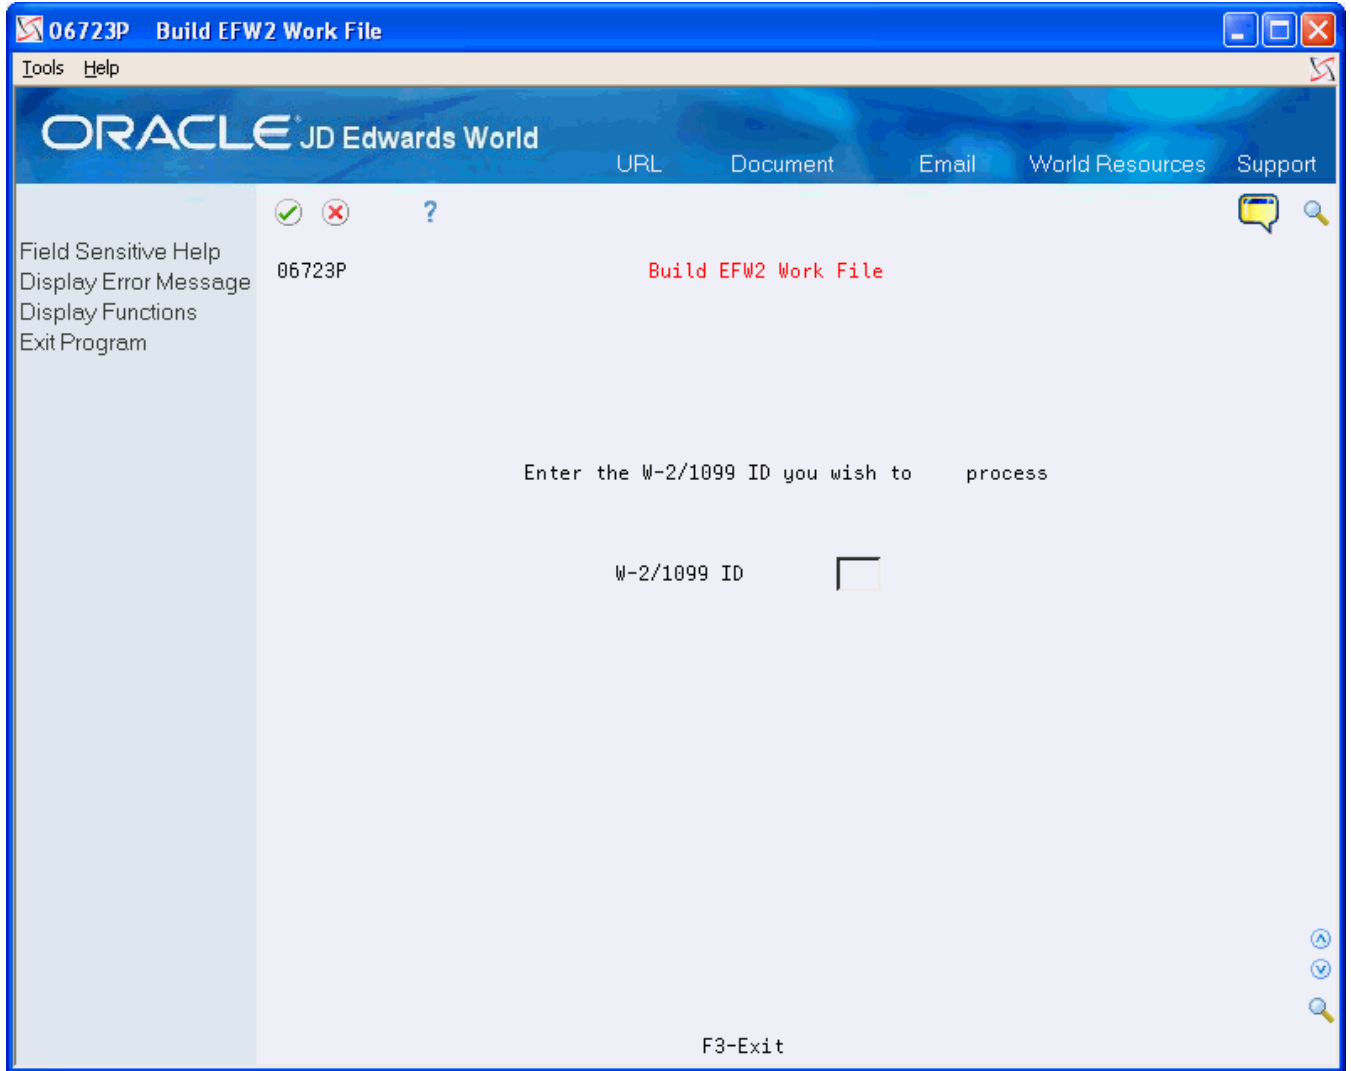 06723P Build EFW2 Work File
Tools Help
ORACLE JD Edwards World
URL Document Email World Resources Support
?
Field Sensitive Help
Display Error Message
Display Functions
Exit Program
06723P Build EFW2 Work File
Enter the W-2/1099 ID you wish to process
W-2/1099 ID
F3-Exit